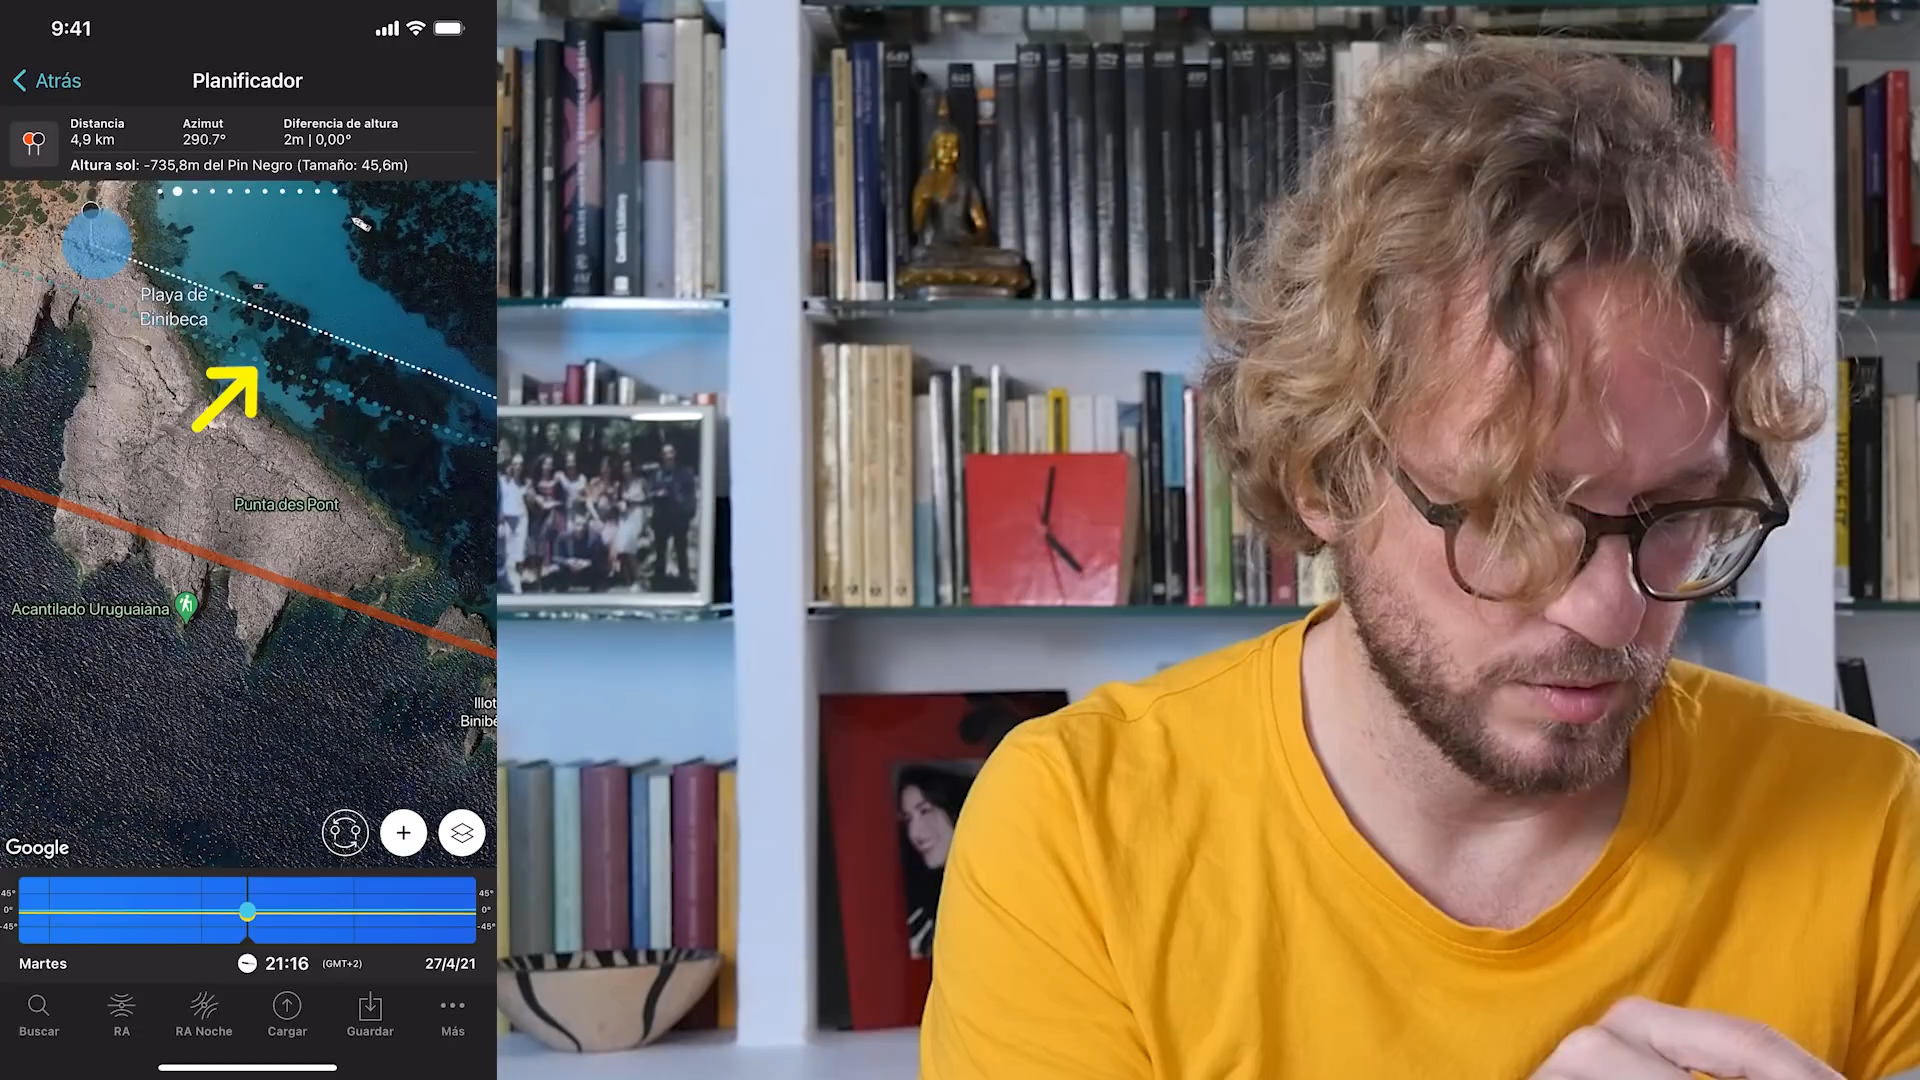 9:41
Atrás
Planificador
Distancia
4,9 km
Azimut
290.7°
Diferencia de altura
2m | 0,00°
Altura sol: -735,8m del Pin Negro (Tamaño: 45,6m)
Playa de
Binibeca
Punta des Pont
Acantilado Uruguaiana
Illot
Binibè
Google
45°
0°
-45°
45°
0°
-45°
Martes
21:16
(GMT+2)
27/4/21
Buscar
RA
RA Noche
Cargar
Guardar
Más